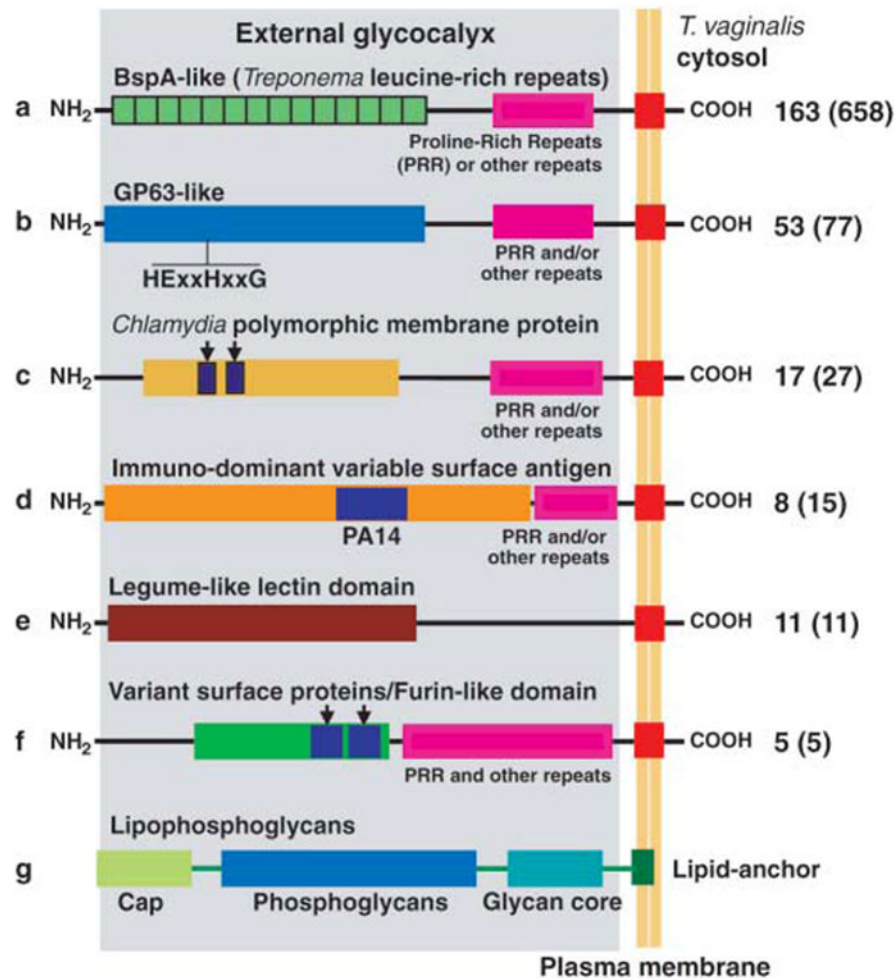 External glycocalyx
T. vaginalis
cytosol
BspA-like (Treponema leucine-rich repeats)
a NH₂ COOH 163 (658)
Proline-Rich Repeats
(PRR) or other repeats
GP63-like
b NH₂ COOH 53 (77)
PRR and/or
other repeats
HExxHxxG
Chlamydia polymorphic membrane protein
c NH₂ COOH 17 (27)
PRR and/or
other repeats
Immuno-dominant variable surface antigen
d NH₂ COOH 8 (15)
PA14
PRR and/or
other repeats
Legume-like lectin domain
e NH₂ COOH 11 (11)
Variant surface proteins/Furin-like domain
f NH₂ COOH 5 (5)
PRR and other repeats
Lipophosphoglycans
g Lipid-anchor
Cap Phosphoglycans Glycan core
Plasma membrane